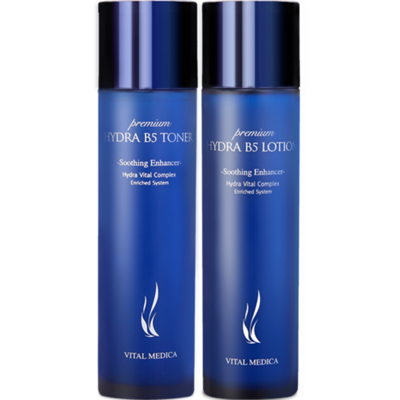 premium
HYDRA B5 TONER
-Soothing Enhancer-
Hydra Vital Complex
Enriched System
VITAL MEDICA
premium
HYDRA B5 LOTION
-Soothing Enhancer-
Hydra Vital Complex
Enriched System
VITAL MEDICA